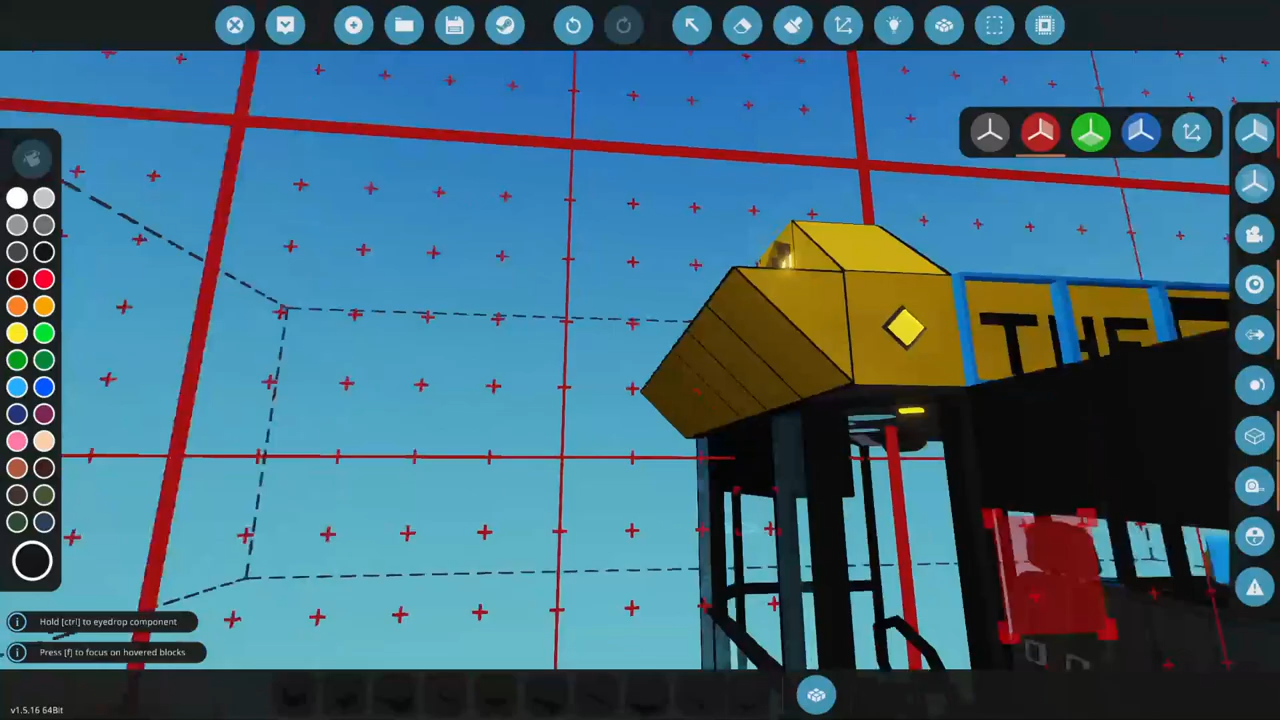 THE
Hold [ctrl] to eyedrop component
Press [f] to focus on hovered blocks
v1.5.16 64Bit